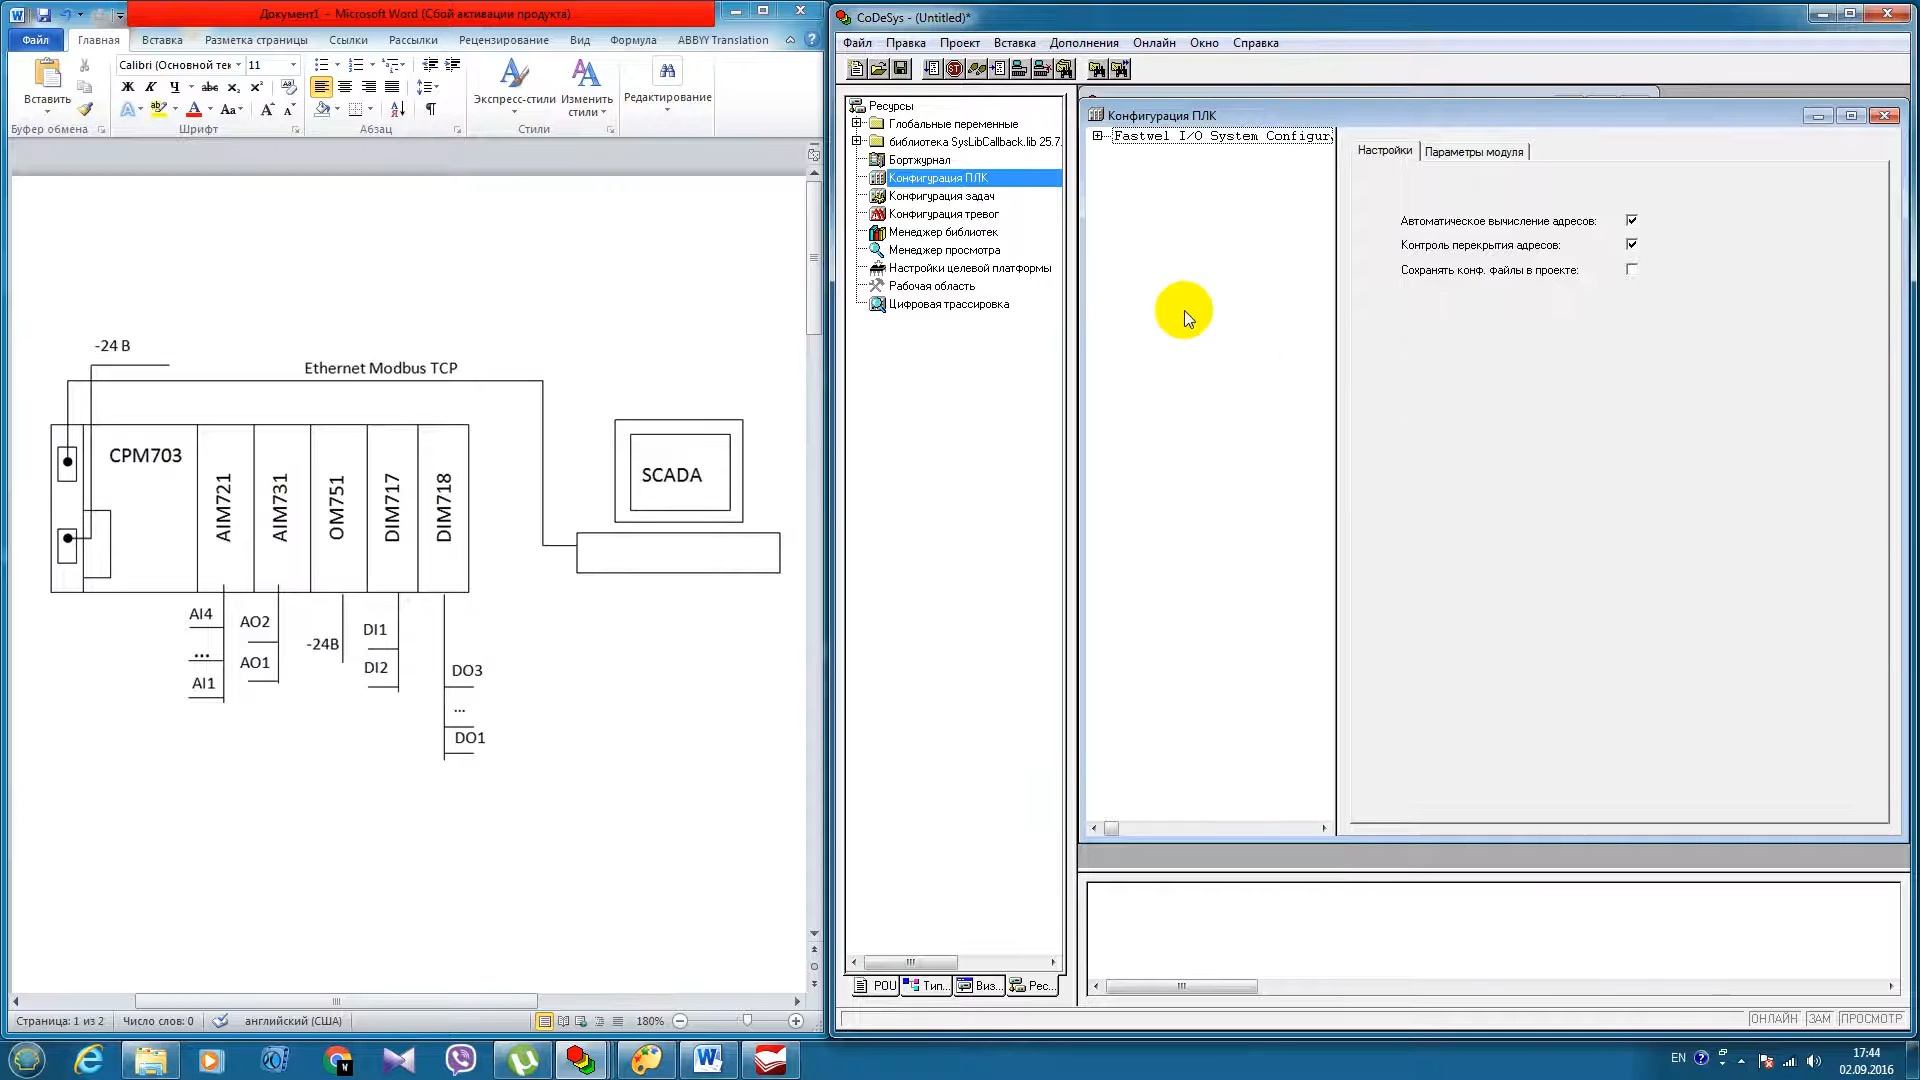 Документ1 - Microsoft Word (Сбой активации продукта)
Файл Главная Вставка Разметка страницы Ссылки Рассылки Рецензирование Вид Формула ABBYY Translation
Calibri (Основной тек 11
Вставить
Ж К Ч abc x₂ x²
A Aa A A
Экспресс-стили
Изменить стили
Редактирование
Буфер обмена Шрифт Абзац Стили
-24 В
Ethernet Modbus TCP
CPM703
AIM721
AIM731
OM751
DIM717
DIM718
SCADA
AI4
...
AI1
AO2
AO1
-24В
DI1
DI2
DO3
...
DO1
Страница: 1 из 2 Число слов: 0 английский (США) 180%
CoDeSys - (Untitled)*
Файл Правка Проект Вставка Дополнения Онлайн Окно Справка
Ресурсы
Глобальные переменные
библиотека SysLibCallback.lib 25.7.
Бортжурнал
Конфигурация ПЛК
Конфигурация задач
Конфигурация тревог
Менеджер библиотек
Менеджер просмотра
Настройки целевой платформы
Рабочая область
Цифровая трассировка
POU Тип... Виз... Рес...
Конфигурация ПЛК
Fastwel I/O System Configur
Настройки Параметры модуля
Автоматическое вычисление адресов:
Контроль перекрытия адресов:
Сохранять конф. файлы в проекте:
ОНЛАЙН ЗАМ ПРОСМОТР
EN
17:44
02.09.2016